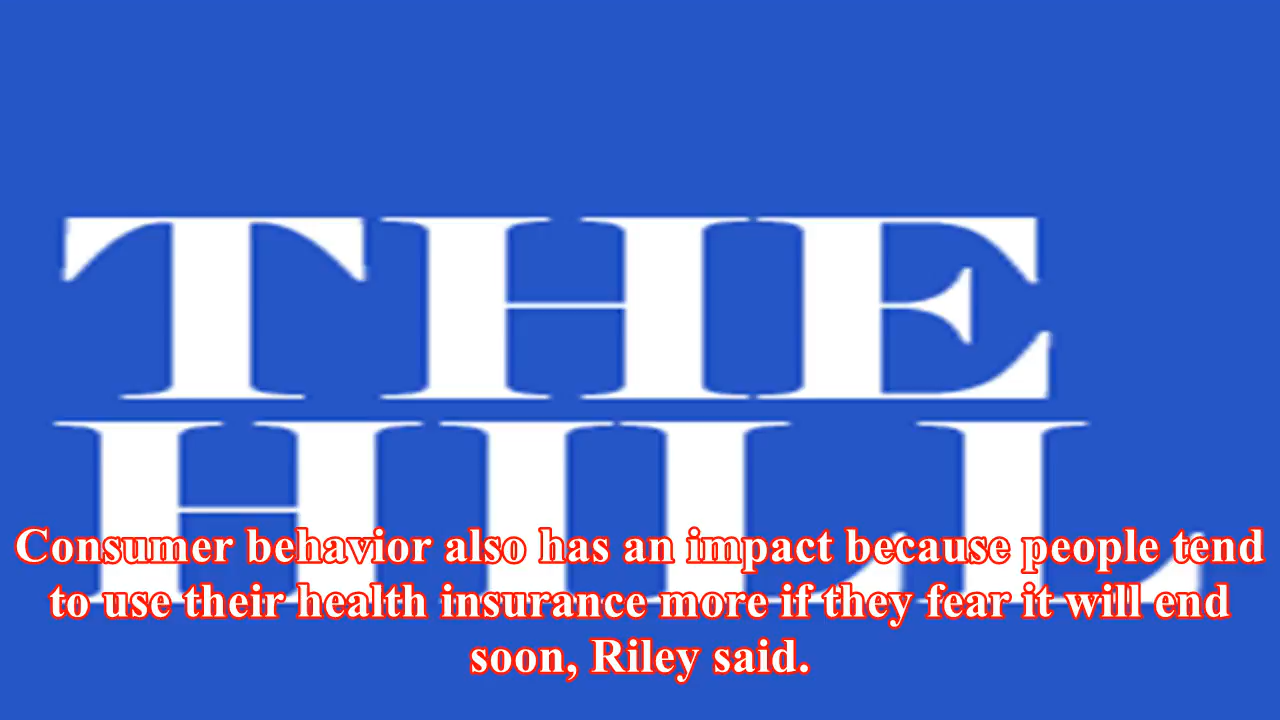 THE
HILL
Consumer behavior also has an impact because people tend
to use their health insurance more if they fear it will end
soon, Riley said.